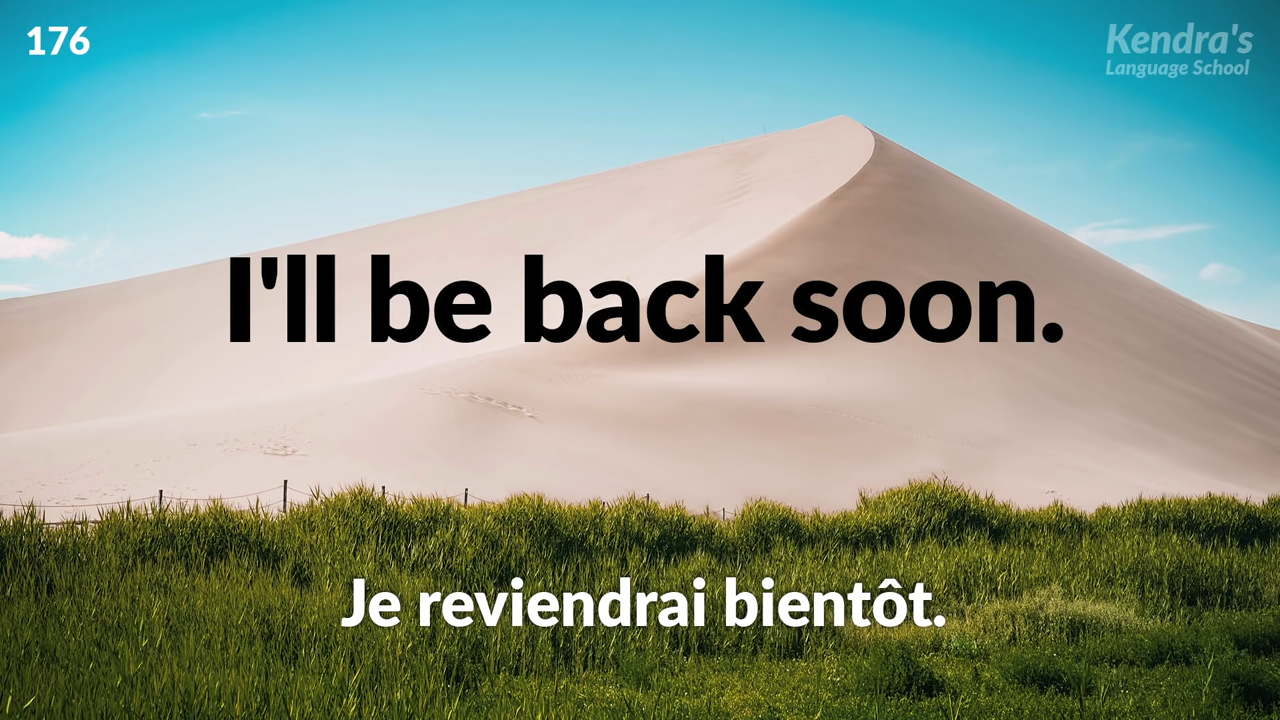 176
Kendra's
Language School
I'll be back soon.
Je reviendrai bientôt.